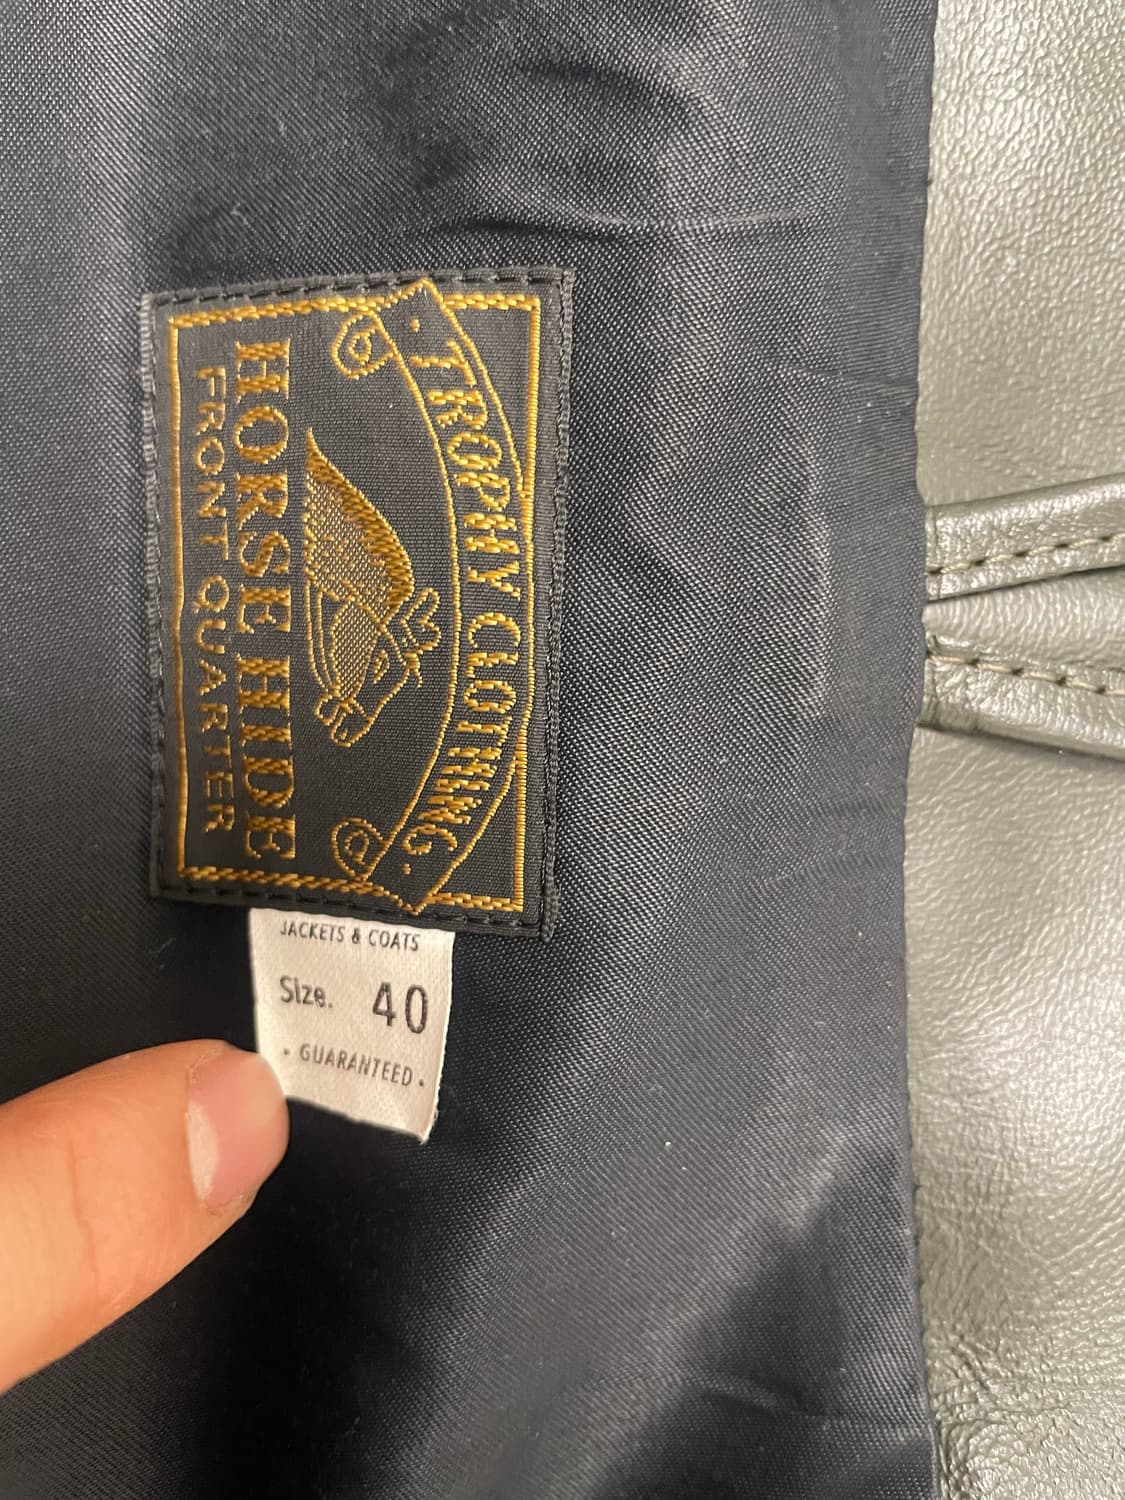 · TROPHY CLOTHING ·
HORSE HIDE
FRONT QUARTER
JACKETS & COATS
Size. 40
· GUARANTEED ·